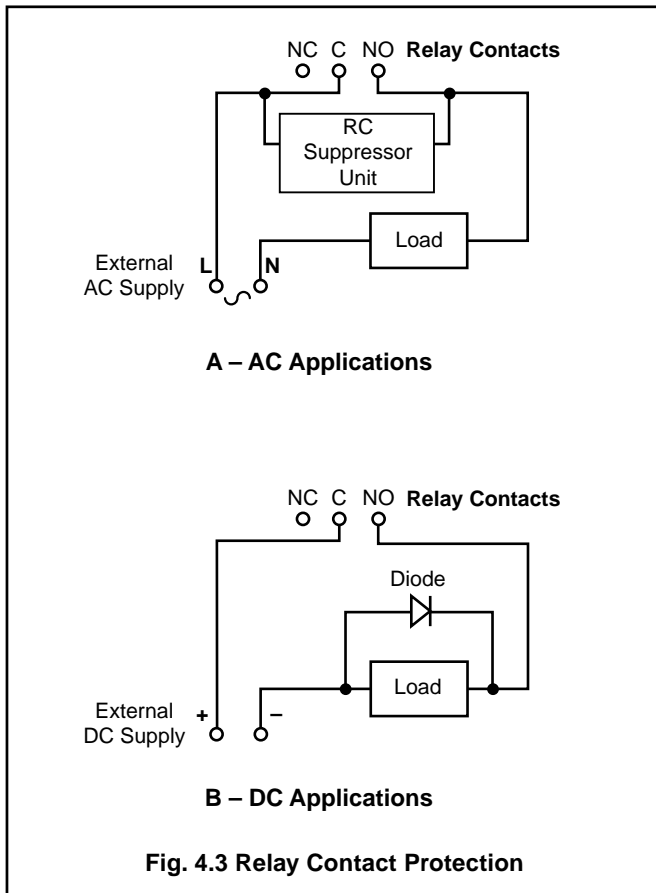 NC C NO Relay Contacts
RC
Suppressor
Unit
Load
External
AC Supply
L N
A – AC Applications
NC C NO Relay Contacts
Diode
Load
External
DC Supply
+ –
B – DC Applications
Fig. 4.3 Relay Contact Protection